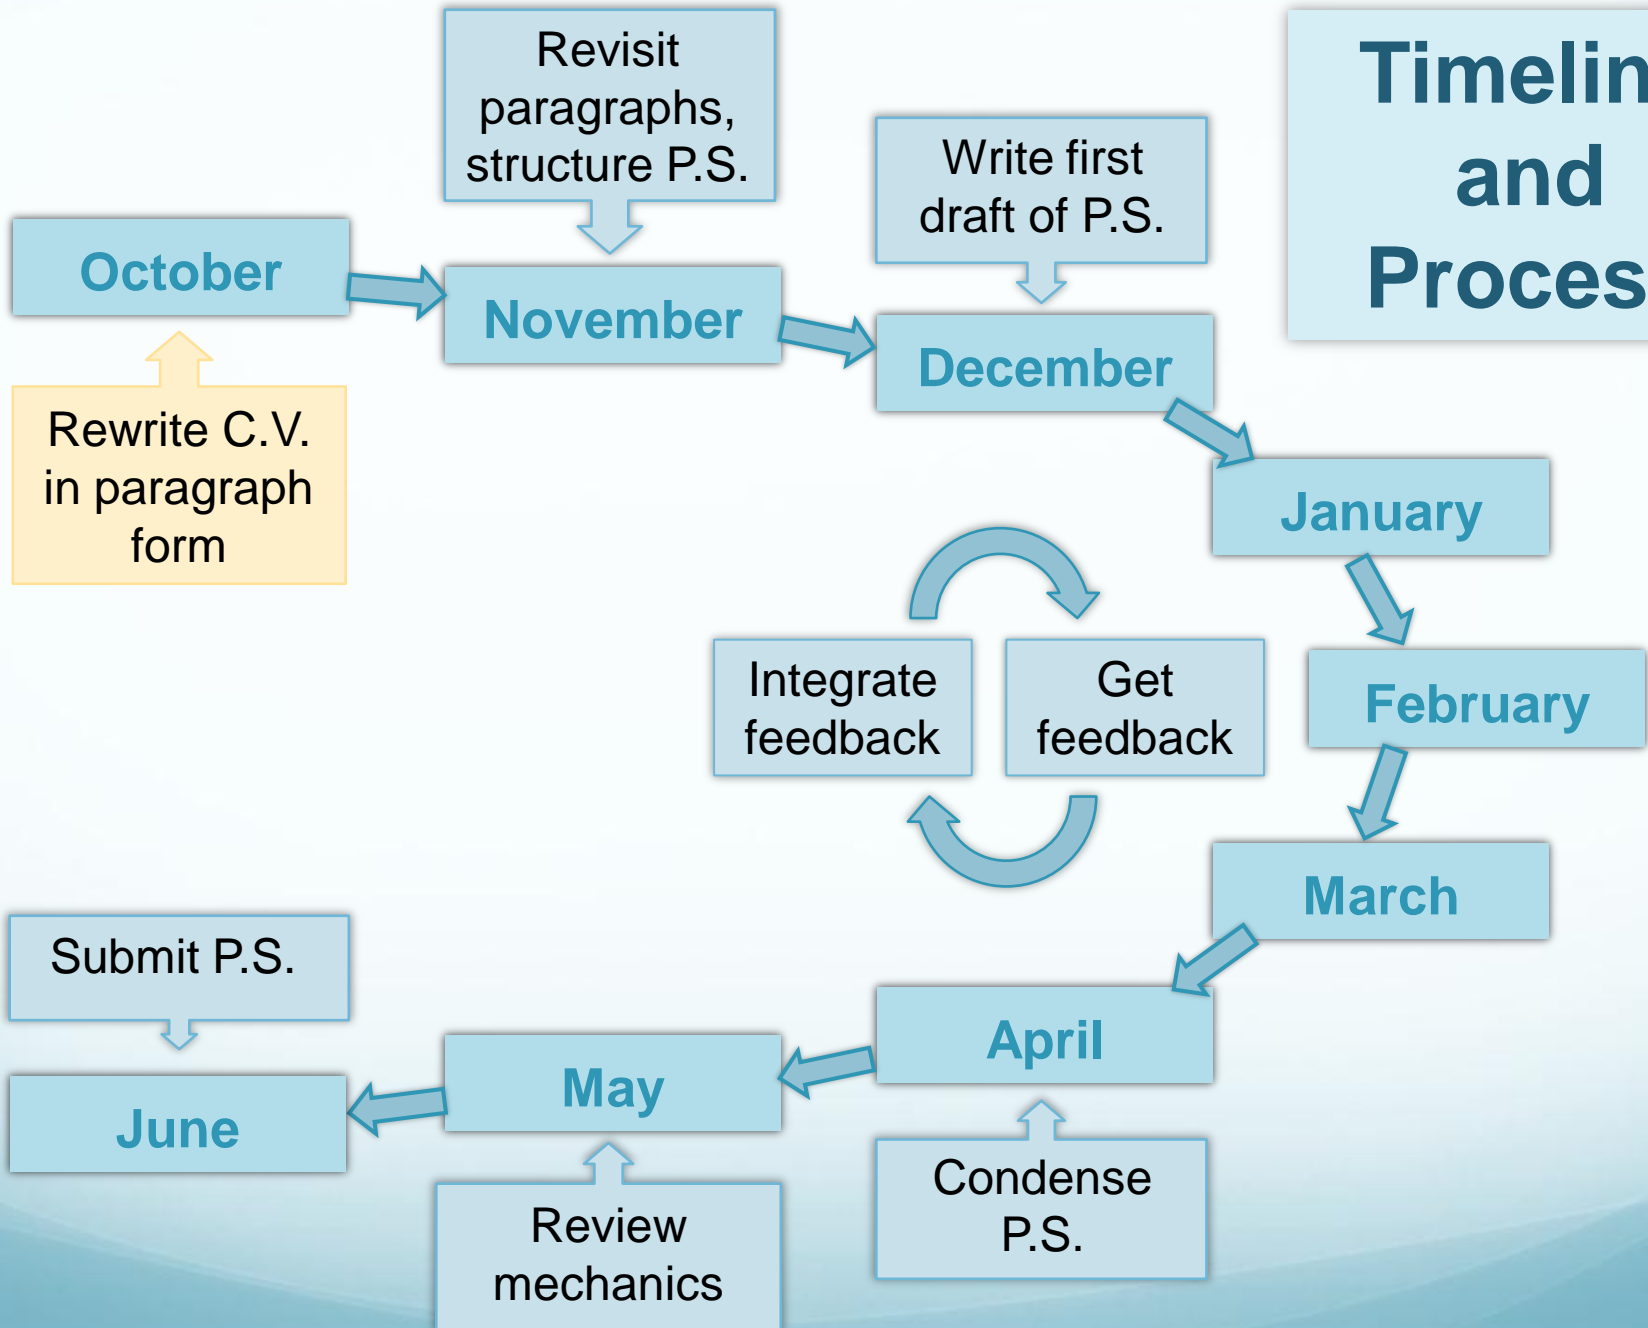 Timelin
and
Proces
Revisit
paragraphs,
structure P.S.
Write first
draft of P.S.
October
November
December
Rewrite C.V.
in paragraph
form
January
Integrate
feedback
Get
feedback
February
March
Submit P.S.
April
May
June
Condense
P.S.
Review
mechanics